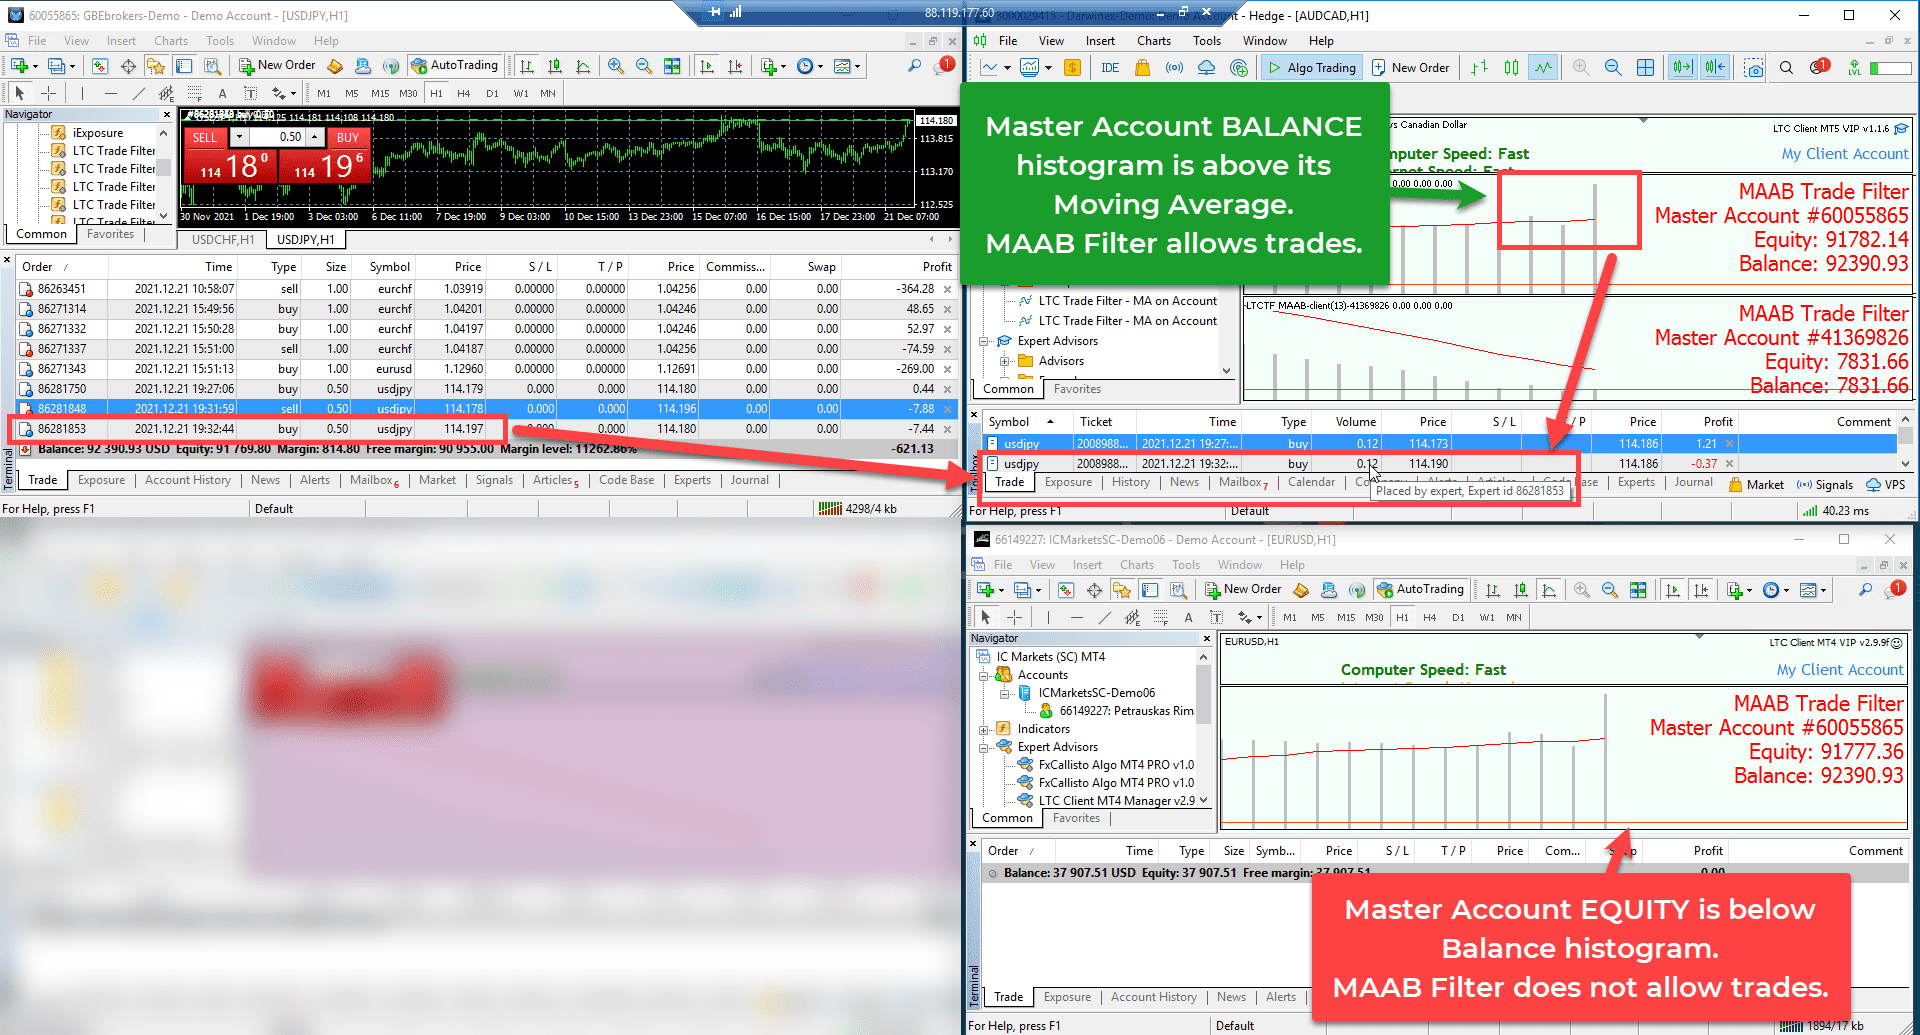 60055865: GBEbrokers-Demo - Demo Account - [USDJPY,H1]
File View Insert Charts Tools Window Help
New Order AutoTrading
M1 M5 M15 M30 H1 H4 D1 W1 MN
Navigator
iExposure
LTC Trade Filter
LTC Trade Filter
LTC Trade Filter
LTC Trade Filter
LTC Trade Filter
Common Favorites
SELL 0.50 BUY
114 18 0 114 19 6
114.180
113.815
113.170
112.525
30 Nov 2021 1 Dec 19:00 3 Dec 03:00 6 Dec 11:00 7 Dec 19:00 9 Dec 03:00 10 Dec 15:00 13 Dec 23:00 15 Dec 07:00 16 Dec 15:00 17 Dec 23:00 21 Dec 07:00
USDCHF,H1 USDJPY,H1
Order / Time Type Size Symbol Price S / L T / P Price Commiss... Swap Profit
86263451 2021.12.21 10:58:07 sell 1.00 eurchf 1.03919 0.00000 0.00000 1.04256 0.00 0.00 -364.28
86271314 2021.12.21 15:49:56 buy 1.00 eurchf 1.04201 0.00000 0.00000 1.04246 0.00 0.00 48.65
86271332 2021.12.21 15:50:28 buy 1.00 eurchf 1.04197 0.00000 0.00000 1.04246 0.00 0.00 52.97
86271337 2021.12.21 15:51:00 sell 1.00 eurchf 1.04187 0.00000 0.00000 1.04256 0.00 0.00 -74.59
86271343 2021.12.21 15:51:13 buy 1.00 eurusd 1.12960 0.00000 0.00000 1.12691 0.00 0.00 -269.00
86281750 2021.12.21 19:27:06 buy 0.50 usdjpy 114.179 0.000 0.000 114.180 0.00 0.00 0.44
86281848 2021.12.21 19:31:59 sell 0.50 usdjpy 114.178 0.000 0.000 114.196 0.00 0.00 -7.88
86281853 2021.12.21 19:32:44 buy 0.50 usdjpy 114.197 0.000 114.180 0.00 0.00 -7.44
Balance: 92 390.93 USD Equity: 91 769.80 Margin: 814.80 Free margin: 90 955.00 Margin level: 11262.86% -621.13
Terminal
Trade Exposure Account History News Alerts Mailbox 6 Market Signals Articles 5 Code Base Experts Journal
For Help, press F1 Default 4298/4 kb
88.119.177.60
3000029415 - Darwinex-Demo: Demo Account - Hedge - [AUDCAD,H1]
File View Insert Charts Tools Window Help
IDE Algo Trading New Order
Master Account BALANCE
histogram is above its
Moving Average.
MAAB Filter allows trades.
vs Canadian Dollar
LTC Client MT5 VIP v1.1.6
My Client Account
mputer Speed: Fast
0.00 0.00 0.00
MAAB Trade Filter
Master Account #60055865
Equity: 91782.14
Balance: 92390.93
LTCTF MAAB-client(13)-41369826 0.00 0.00 0.00
MAAB Trade Filter
Master Account #41369826
Equity: 7831.66
Balance: 7831.66
LTC Trade Filter - MA on Account
LTC Trade Filter - MA on Account
Expert Advisors
Advisors
Common Favorites
Symbol Ticket Time Type Volume Price S / L / P Price Profit Comment
usdjpy 2008988... 2021.12.21 19:27:... buy 0.12 114.173 114.186 1.21
usdjpy 2008988... 2021.12.21 19:32:... buy 0.12 114.190 114.186 -0.37
Trade Exposure History News Mailbox 7 Calendar Experts Journal Market Signals VPS
Placed by expert, Expert id 86281853
For Help, press F1 Default 40.23 ms
66149227: ICMarketsSC-Demo06 - Demo Account - [EURUSD,H1]
File View Insert Charts Tools Window Help
New Order AutoTrading
M1 M5 M15 M30 H1 H4 D1 W1 MN
Navigator
IC Markets (SC) MT4
Accounts
ICMarketsSC-Demo06
66149227: Petrauskas Rim
Indicators
Expert Advisors
FxCallisto Algo MT4 PRO v1.0
FxCallisto Algo MT4 PRO v1.0
LTC Client MT4 Manager v2.9
Common Favorites
EURUSD,H1
LTC Client MT4 VIP v2.9.9f
Computer Speed: Fast
My Client Account
MAAB Trade Filter
Master Account #60055865
Equity: 91777.36
Balance: 92390.93
Order / Time Type Size Symb... Price S / L T / P Price Com... Profit Comment
Balance: 37 907.51 USD Equity: 37 907.51 Free margin: 37 907.51 0.00
Master Account EQUITY is below
Balance histogram.
MAAB Filter does not allow trades.
Terminal
Trade Exposure Account History News Alerts
For Help, press F1 Default 1894/17 kb